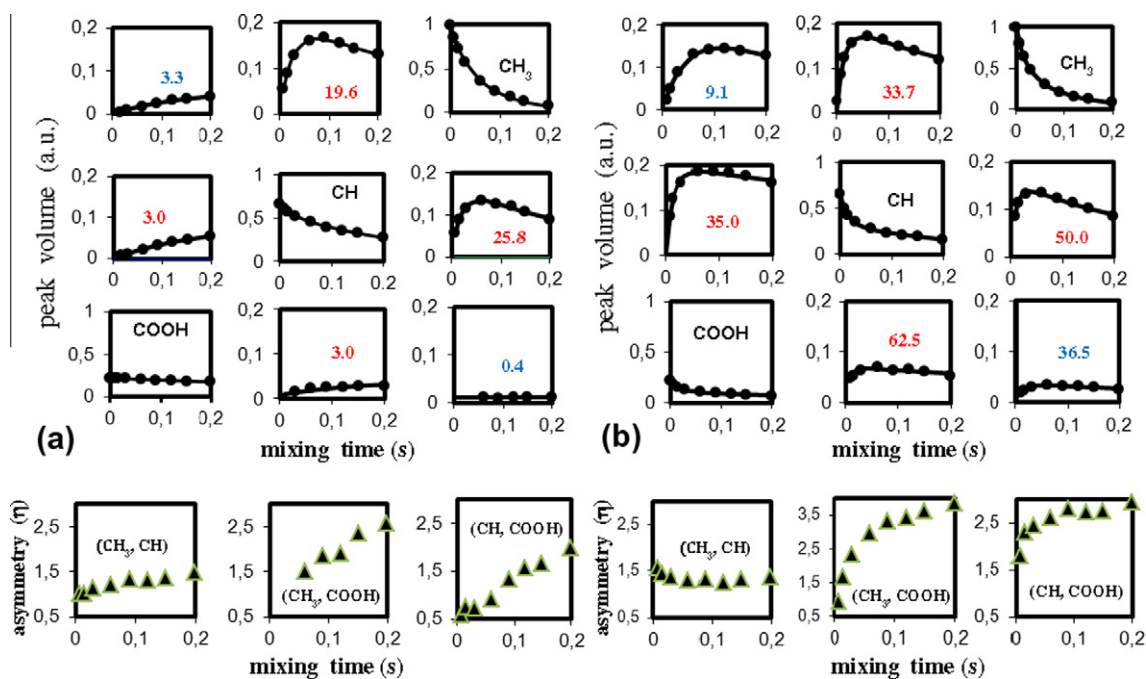 peak volume (a.u.)
0,2 0,2 1
0,1 3.3 0,1 19.6 0,5 CH₃
0 0 0
0 0,1 0,2 0 0,1 0,2 0 0,1 0,2
0,2 1 0,2
0,1 3.0 0,5 CH 0,1 25.8
0 0 0
0 0,1 0,2 0 0,1 0,2 0 0,1 0,2
1 0,2 0,2
COOH
0,5 0,1 3.0 0,1 0.4
0 0 0
0 0,1 0,2 0 0,1 0,2 0 0,1 0,2
(a) mixing time (s)
peak volume (a.u.)
0,2 0,2 1
0,1 9.1 0,1 33.7 0,5 CH₃
0 0 0
0 0,1 0,2 0 0,1 0,2 0 0,1 0,2
0,2 1 0,2
0,1 35.0 0,5 CH 0,1 50.0
0 0 0
0 0,1 0,2 0 0,1 0,2 0 0,1 0,2
1 0,2 0,2
COOH
0,5 0,1 62.5 0,1 36.5
0 0 0
0 0,1 0,2 0 0,1 0,2 0 0,1 0,2
(b) mixing time (s)
asymmetry (η)
2,5 2,5 2,5
(CH₃, CH) (CH₃, COOH) (CH, COOH)
1,5 1,5 1,5
0,5 0,5 0,5
0 0,1 0,2 0 0,1 0,2 0 0,1 0,2
mixing time (s)
asymmetry (η)
2,5 3,5 2,5
(CH₃, CH) 2,5 (CH₃, COOH) (CH, COOH)
1,5 1,5 1,5
0,5 0,5 0,5
0 0,1 0,2 0 0,1 0,2 0 0,1 0,2
mixing time (s)